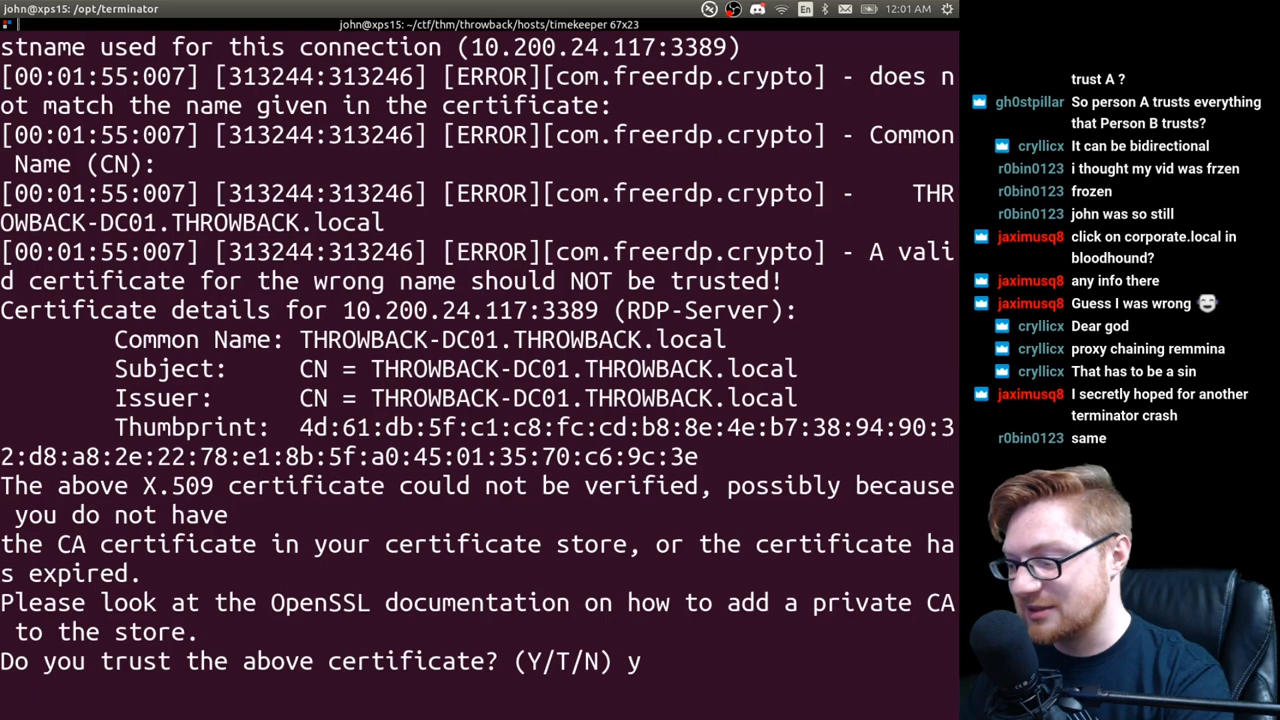 john@xps15: /opt/terminator
En
12:01 AM
john@xps15: ~/ctf/thm/throwback/hosts/timekeeper 67x23
stname used for this connection (10.200.24.117:3389)
[00:01:55:007] [313244:313246] [ERROR][com.freerdp.crypto] - does n
ot match the name given in the certificate:
[00:01:55:007] [313244:313246] [ERROR][com.freerdp.crypto] - Common
 Name (CN):
[00:01:55:007] [313244:313246] [ERROR][com.freerdp.crypto] -    THR
OWBACK-DC01.THROWBACK.local
[00:01:55:007] [313244:313246] [ERROR][com.freerdp.crypto] - A vali
d certificate for the wrong name should NOT be trusted!
Certificate details for 10.200.24.117:3389 (RDP-Server):
        Common Name: THROWBACK-DC01.THROWBACK.local
        Subject:     CN = THROWBACK-DC01.THROWBACK.local
        Issuer:      CN = THROWBACK-DC01.THROWBACK.local
        Thumbprint:  4d:61:db:5f:c1:c8:fc:cd:b8:8e:4e:b7:38:94:90:3
2:d8:a8:2e:22:78:e1:8b:5f:a0:45:01:35:70:c6:9c:3e
The above X.509 certificate could not be verified, possibly because
 you do not have
the CA certificate in your certificate store, or the certificate ha
s expired.
Please look at the OpenSSL documentation on how to add a private CA
 to the store.
Do you trust the above certificate? (Y/T/N) y
trust A ?
gh0stpillar So person A trusts everything
that Person B trusts?
cryllicx It can be bidirectional
r0bin0123 i thought my vid was frzen
r0bin0123 frozen
r0bin0123 john was so still
jaximusq8 click on corporate.local in
bloodhound?
jaximusq8 any info there
jaximusq8 Guess I was wrong
cryllicx Dear god
cryllicx proxy chaining remmina
cryllicx That has to be a sin
jaximusq8 I secretly hoped for another
terminator crash
r0bin0123 same